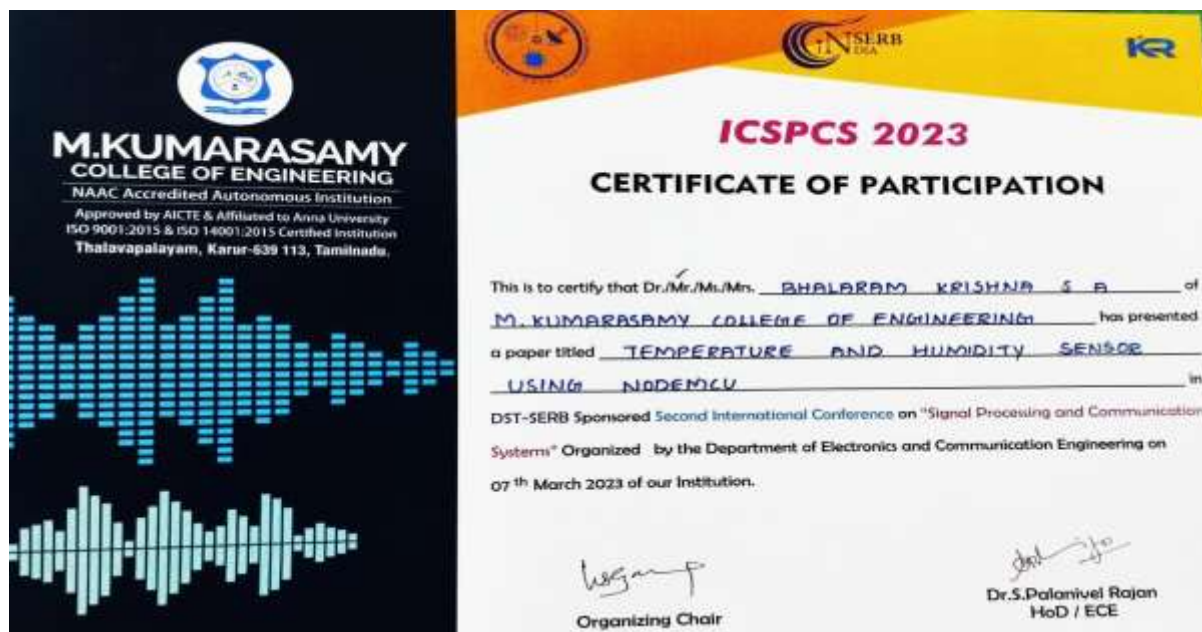 M.KUMARASAMY
COLLEGE OF ENGINEERING
NAAC Accredited Autonomous Institution
Approved by AICTE & Affiliated to Anna University
ISO 9001:2015 & ISO 14001:2015 Certified Institution
Thalavapalayam, Karur-639 113, Tamilnadu.
SERB
INDIA
KR
ICSPCS 2023
CERTIFICATE OF PARTICIPATION
This is to certify that Dr./Mr./Ms./Mrs. BHALARAM KRISHNA S A of
M. KUMARASAMY COLLEGE OF ENGINEERING has presented
a paper titled TEMPERATURE AND HUMIDITY SENSOR
USING NODEMCU in
DST-SERB Sponsored Second International Conference on "Signal Processing and Communication
Systems" Organized by the Department of Electronics and Communication Engineering on
07 th March 2023 of our Institution.
Organizing Chair
Dr.S.Palanivel Rajan
HoD / ECE